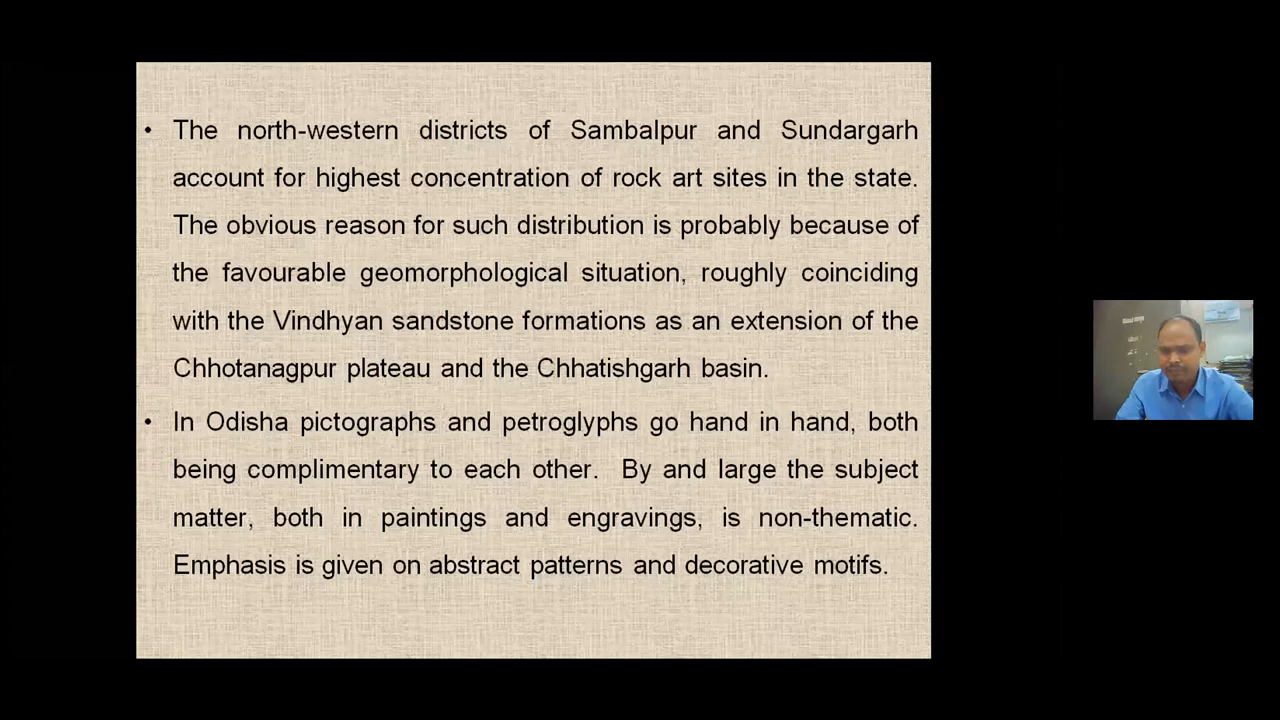 • The north-western districts of Sambalpur and Sundargarh
account for highest concentration of rock art sites in the state.
The obvious reason for such distribution is probably because of
the favourable geomorphological situation, roughly coinciding
with the Vindhyan sandstone formations as an extension of the
Chhotanagpur plateau and the Chhatishgarh basin.
• In Odisha pictographs and petroglyphs go hand in hand, both
being complimentary to each other. By and large the subject
matter, both in paintings and engravings, is non-thematic.
Emphasis is given on abstract patterns and decorative motifs.